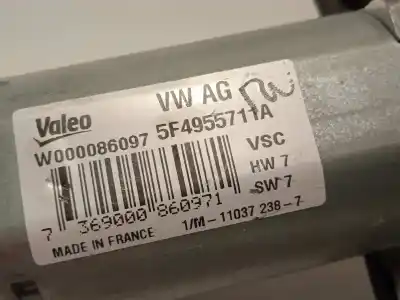 Valeo VW AG
W000086097 5F4955711A
VSC
HW 7
SW 7
7 369000 860971
MADE IN FRANCE 1/M-11037 238-7